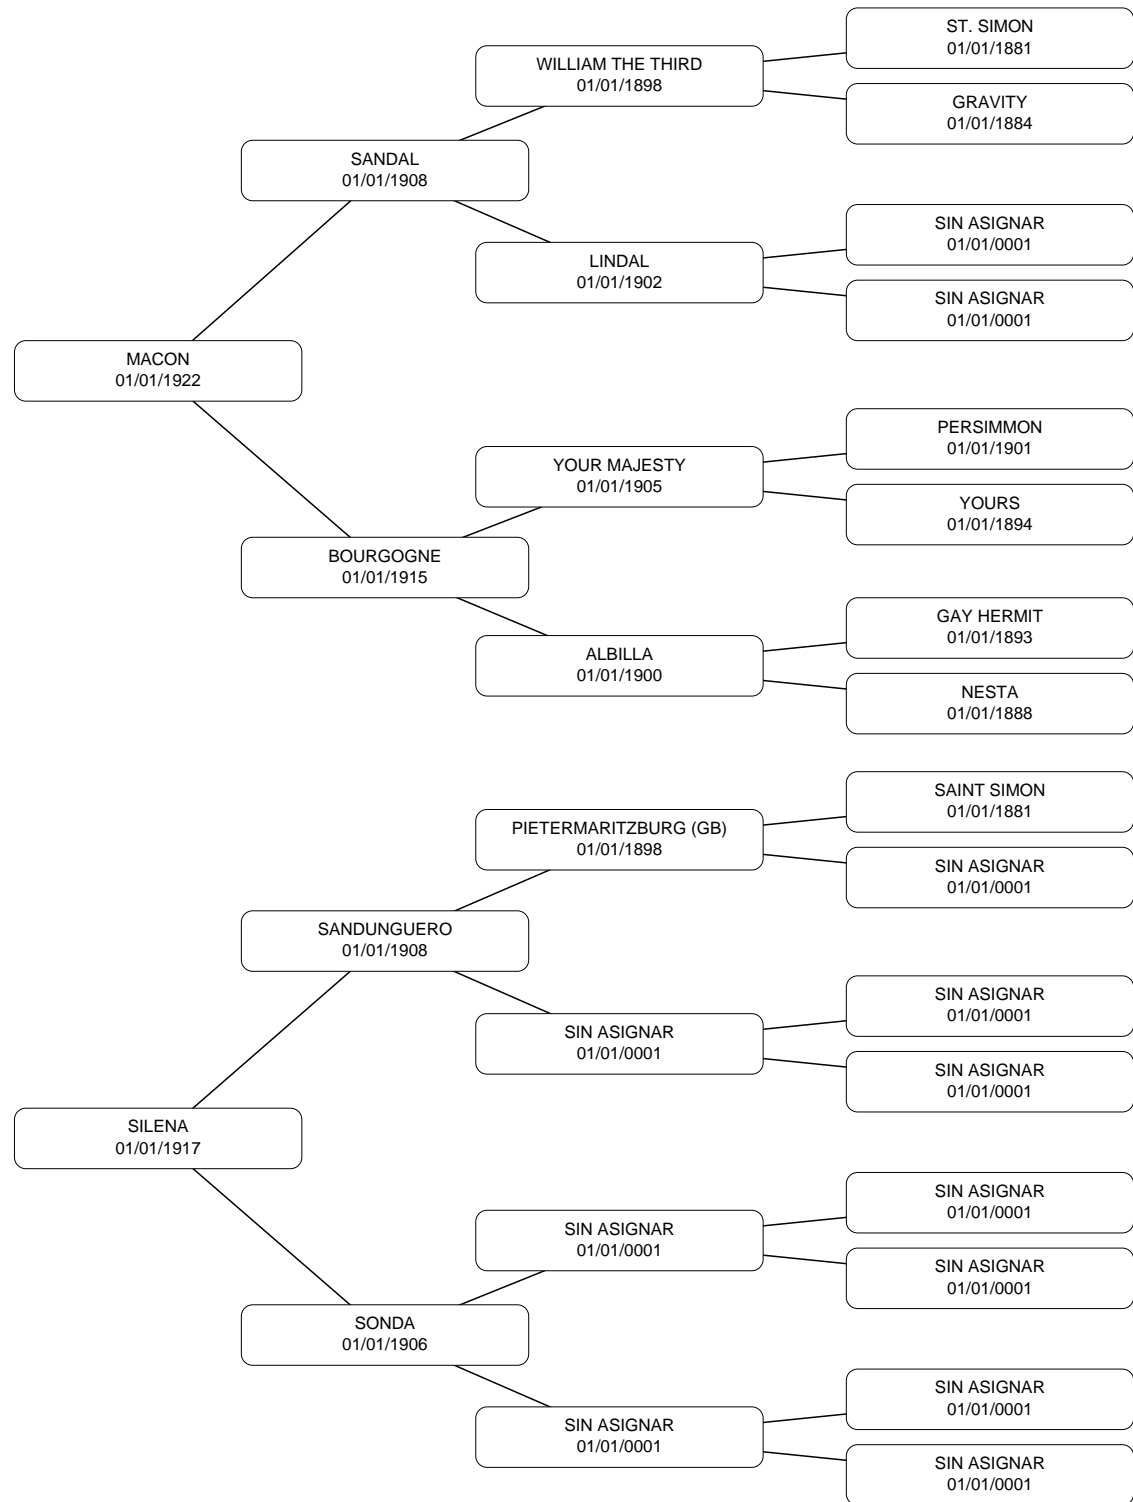 ST. SIMON
01/01/1881
WILLIAM THE THIRD
01/01/1898
GRAVITY
01/01/1884
SANDAL
01/01/1908
SIN ASIGNAR
01/01/0001
LINDAL
01/01/1902
SIN ASIGNAR
01/01/0001
MACON
01/01/1922
PERSIMMON
01/01/1901
YOUR MAJESTY
01/01/1905
YOURS
01/01/1894
BOURGOGNE
01/01/1915
GAY HERMIT
01/01/1893
ALBILLA
01/01/1900
NESTA
01/01/1888
SAINT SIMON
01/01/1881
PIETERMARITZBURG (GB)
01/01/1898
SIN ASIGNAR
01/01/0001
SANDUNGUERO
01/01/1908
SIN ASIGNAR
01/01/0001
SIN ASIGNAR
01/01/0001
SIN ASIGNAR
01/01/0001
SILENA
01/01/1917
SIN ASIGNAR
01/01/0001
SIN ASIGNAR
01/01/0001
SIN ASIGNAR
01/01/0001
SONDA
01/01/1906
SIN ASIGNAR
01/01/0001
SIN ASIGNAR
01/01/0001
SIN ASIGNAR
01/01/0001